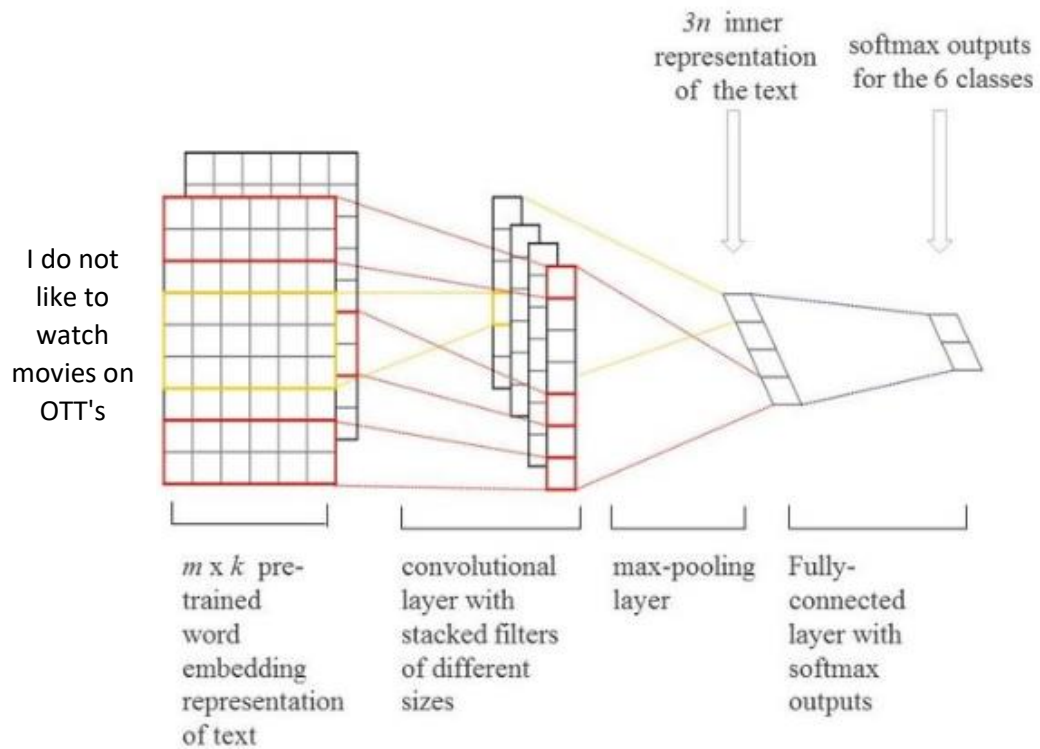 3n inner
representation
of the text
softmax outputs
for the 6 classes
I do not
like to
watch
movies on
OTT's
m x k pre-
trained
word
embedding
representation
of text
convolutional
layer with
stacked filters
of different
sizes
max-pooling
layer
Fully-
connected
layer with
softmax
outputs